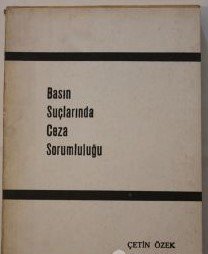 Basın
Suçlarında
Ceza
Sorumluluğu
ÇETİN ÖZEK